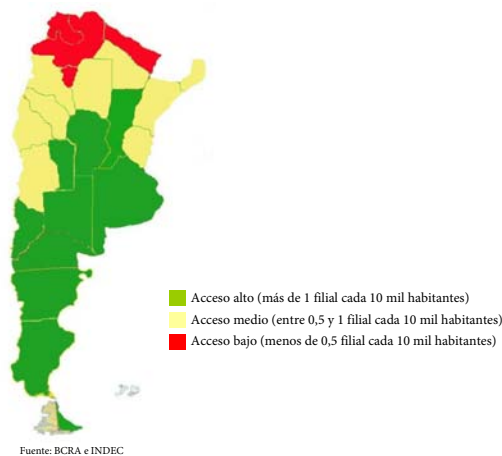 Acceso alto (más de 1 filial cada 10 mil habitantes)
Acceso medio (entre 0,5 y 1 filial cada 10 mil habitantes)
Acceso bajo (menos de 0,5 filial cada 10 mil habitantes)
Fuente: BCRA e INDEC